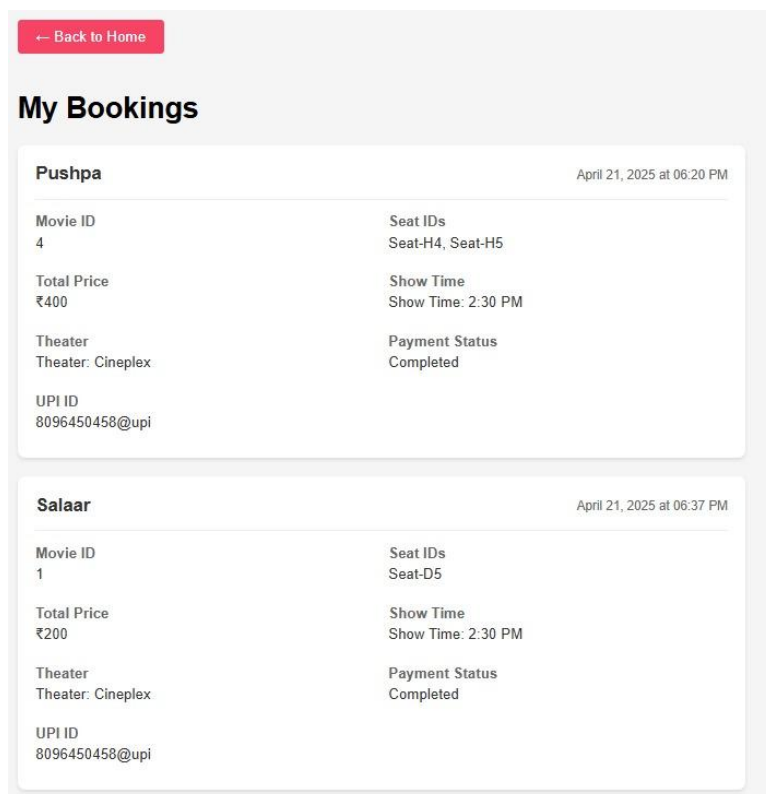 ← Back to Home
My Bookings
Pushpa April 21, 2025 at 06:20 PM
Movie ID Seat IDs
4 Seat-H4, Seat-H5
Total Price Show Time
₹400 Show Time: 2:30 PM
Theater Payment Status
Theater: Cineplex Completed
UPI ID
8096450458@upi
Salaar April 21, 2025 at 06:37 PM
Movie ID Seat IDs
1 Seat-D5
Total Price Show Time
₹200 Show Time: 2:30 PM
Theater Payment Status
Theater: Cineplex Completed
UPI ID
8096450458@upi